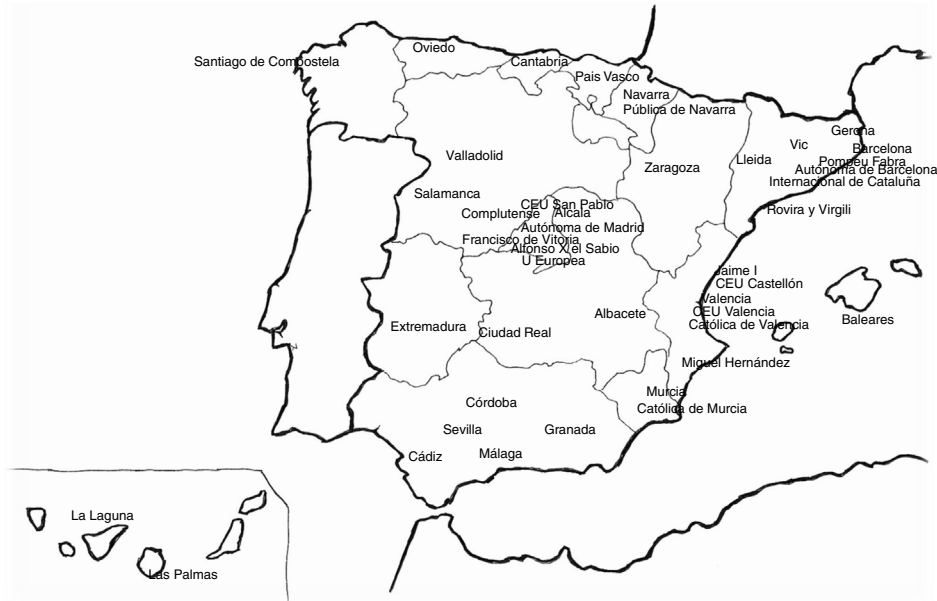 Oviedo
Santiago de Compostela
Cantabria
Pais Vasco
Navarra
Pública de Navarra
Gerona
Vic
Barcelona
Valladolid
Lleida
Pompeu Fabra
Zaragoza
Autónoma de Barcelona
Internacional de Cataluña
Salamanca
CEU San Pablo
Complutense
Alcala
Rovira y Virgili
Autónoma de Madrid
Francisco de Vitoria
Alfonso X el Sabio
U Europea
Jaime I
CEU Castellón
Valencia
Albacete
CEU Valencia
Baleares
Extremadura
Ciudad Real
Católica de Valencia
Miguel Hernández
Murcia
Córdoba
Católica de Murcia
Sevilla
Granada
Cádiz
Málaga
La Laguna
Las Palmas